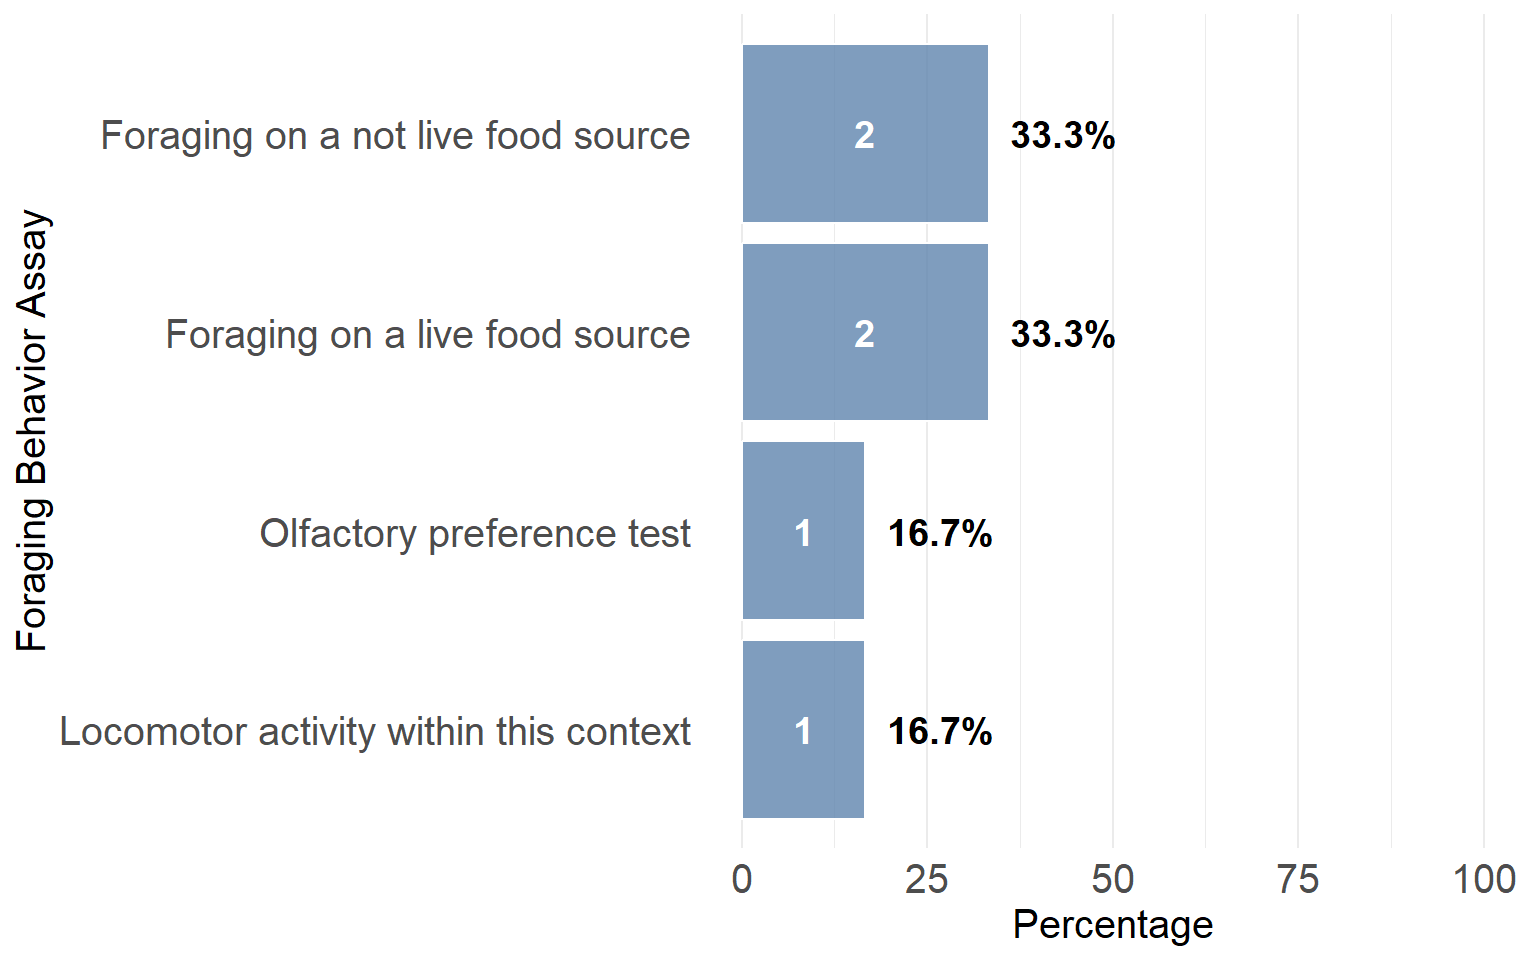 Foraging Behavior Assay
Foraging on a not live food source
2
33.3%
Foraging on a live food source
2
33.3%
Olfactory preference test
1
16.7%
Locomotor activity within this context
1
16.7%
0 25 50 75 100
Percentage